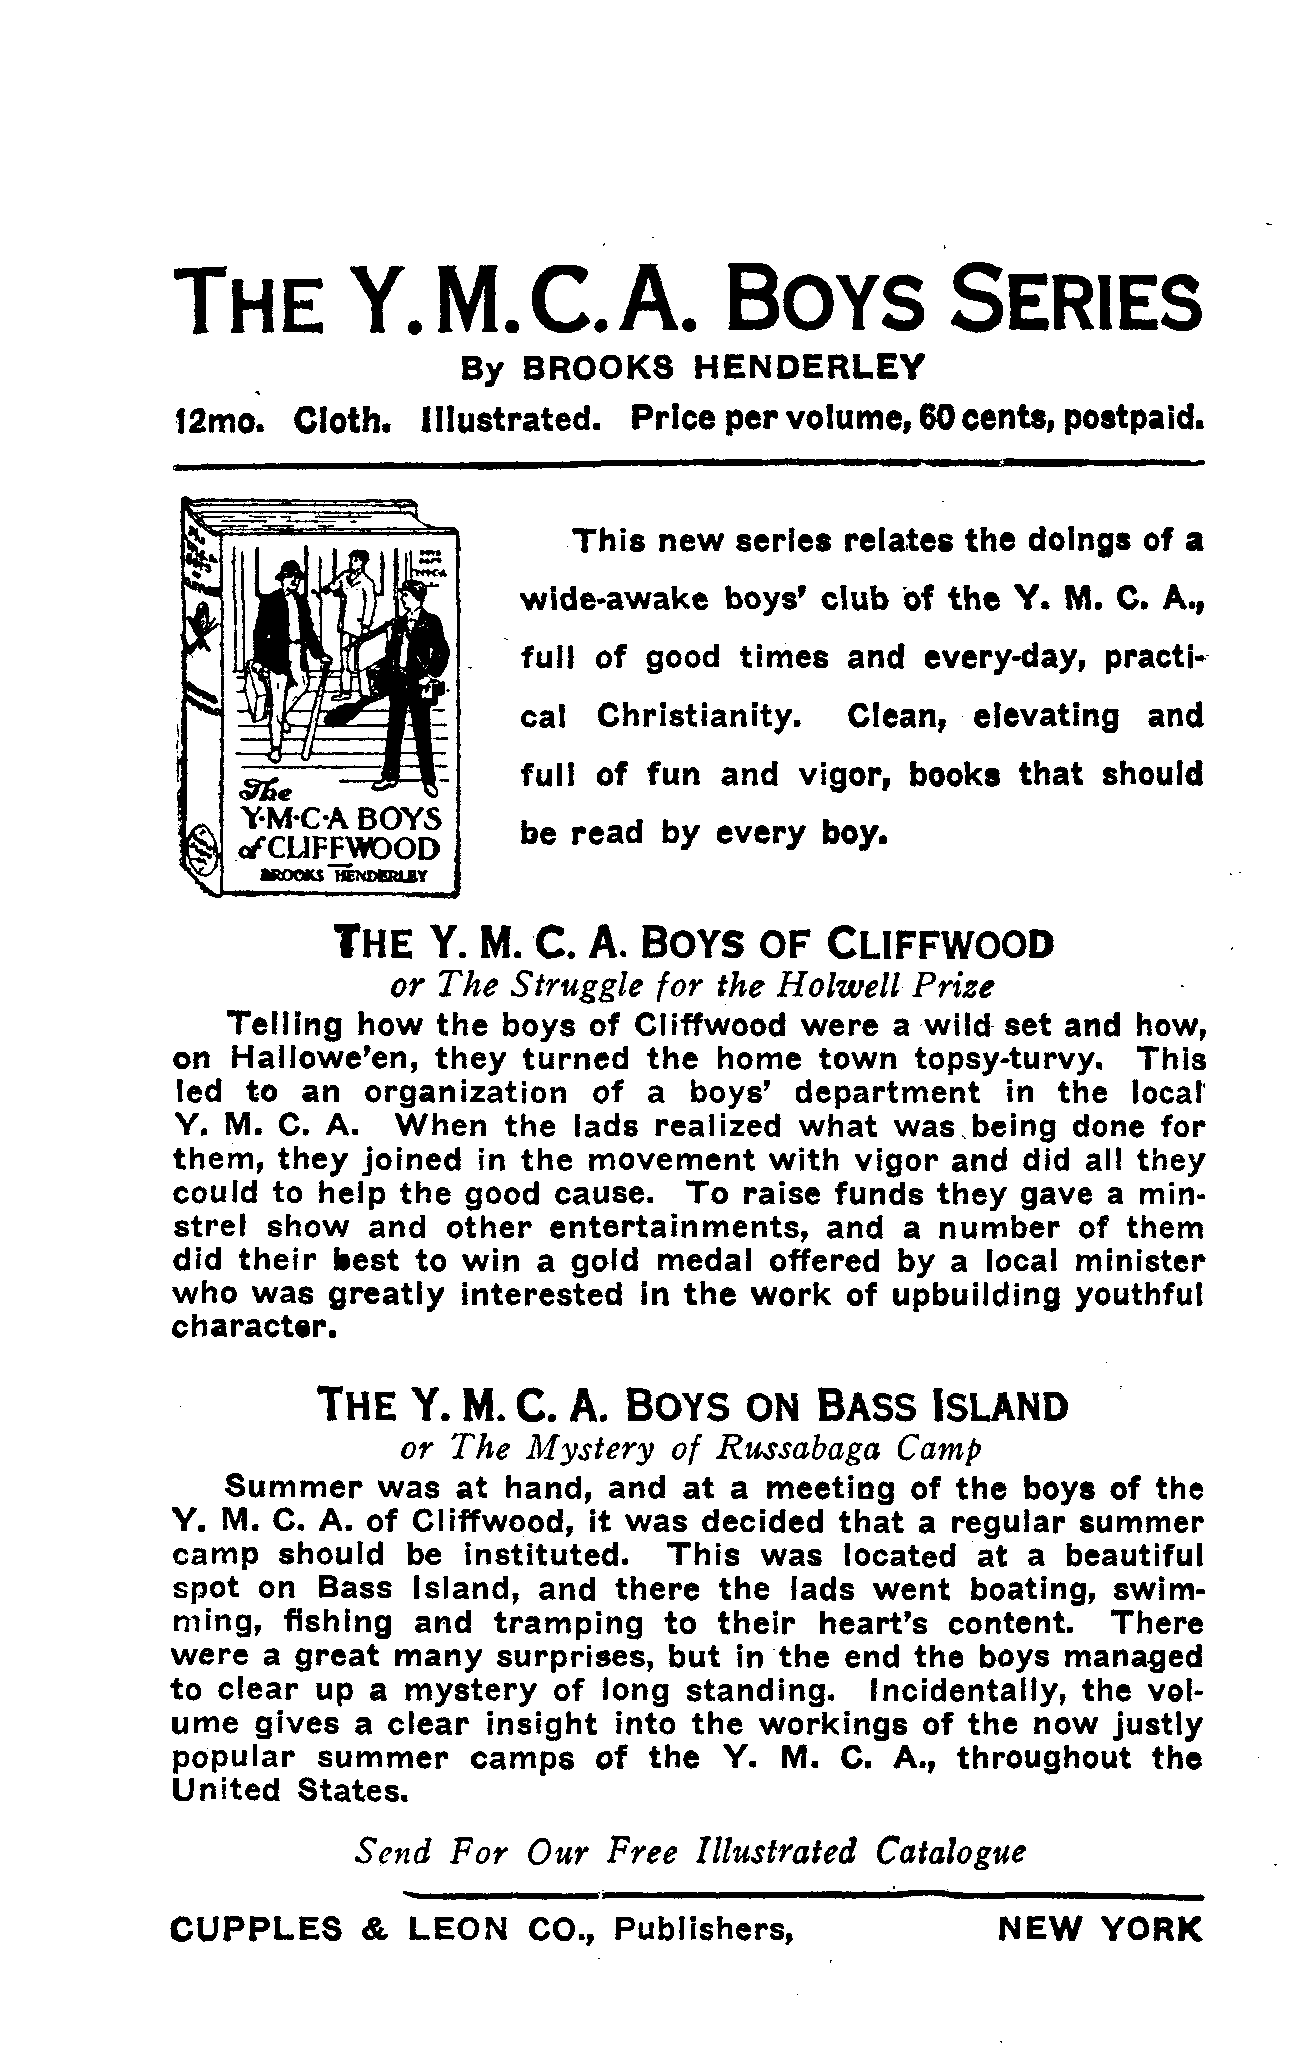 THE Y. M. C. A. BOYS SERIES
By BROOKS HENDERLEY
12mo. Cloth. Illustrated. Price per volume, 60 cents, postpaid.
This new series relates the doings of a
wide-awake boys' club of the Y. M. C. A.,
full of good times and every-day, practi-
cal Christianity. Clean, elevating and
full of fun and vigor, books that should
be read by every boy.
The
Y·M·C·A BOYS
of CLIFFWOOD
BROOKS HENDERLEY
THE Y. M. C. A. BOYS OF CLIFFWOOD
or The Struggle for the Holwell Prize
Telling how the boys of Cliffwood were a wild set and how,
on Hallowe'en, they turned the home town topsy-turvy. This
led to an organization of a boys' department in the local
Y. M. C. A. When the lads realized what was being done for
them, they joined in the movement with vigor and did all they
could to help the good cause. To raise funds they gave a min-
strel show and other entertainments, and a number of them
did their best to win a gold medal offered by a local minister
who was greatly interested in the work of upbuilding youthful
character.
THE Y. M. C. A. BOYS ON BASS ISLAND
or The Mystery of Russabaga Camp
Summer was at hand, and at a meeting of the boys of the
Y. M. C. A. of Cliffwood, it was decided that a regular summer
camp should be instituted. This was located at a beautiful
spot on Bass Island, and there the lads went boating, swim-
ming, fishing and tramping to their heart's content. There
were a great many surprises, but in the end the boys managed
to clear up a mystery of long standing. Incidentally, the vol-
ume gives a clear insight into the workings of the now justly
popular summer camps of the Y. M. C. A., throughout the
United States.
Send For Our Free Illustrated Catalogue
CUPPLES & LEON CO., Publishers, NEW YORK